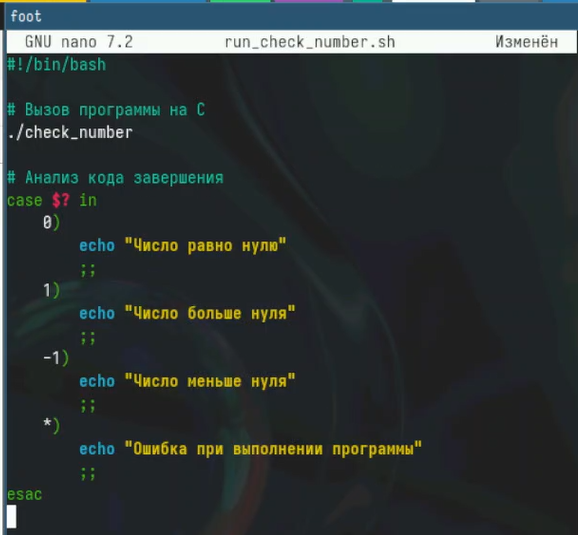 foot
GNU nano 7.2 run_check_number.sh Изменён
#!/bin/bash
# Вызов программы на C
./check_number
# Анализ кода завершения
case $? in
0)
echo "Число равно нулю"
;;
1)
echo "Число больше нуля"
;;
-1)
echo "Число меньше нуля"
;;
*)
echo "Ошибка при выполнении программы"
;;
esac